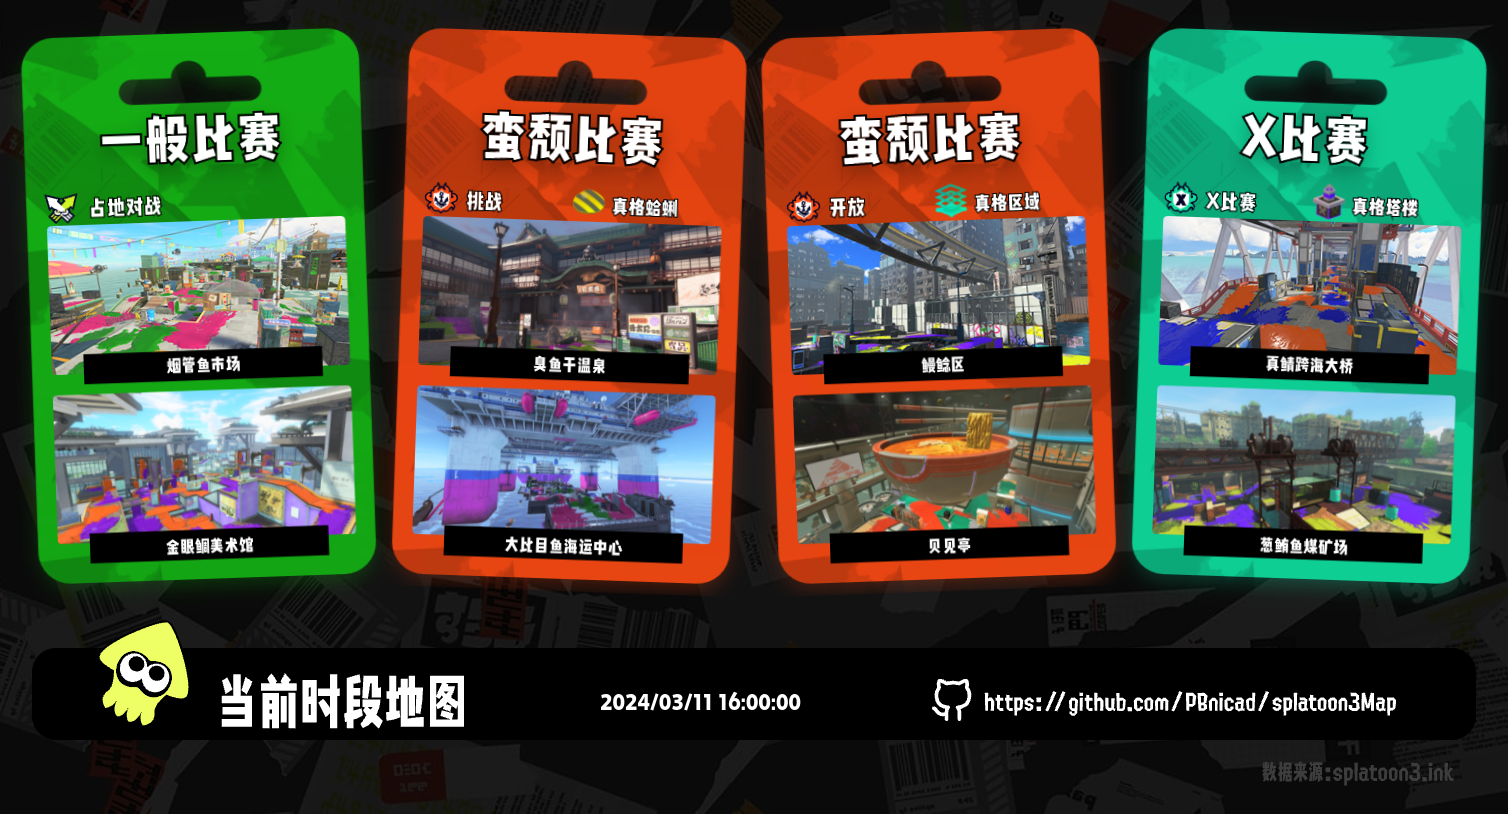 一般比赛
占地对战
烟管鱼市场
金眼鲷美术馆
蛮颓比赛
挑战
真格蛤蜊
臭鱼干温泉
大比目鱼海运中心
蛮颓比赛
开放
真格区域
鳗鲶区
贝贝亭
X比赛
X比赛
真格塔楼
真鲭跨海大桥
葱鲔鱼煤矿场
当前时段地图
2024/03/11 16:00:00
https://github.com/PBnicad/splatoon3Map
数据来源:splatoon3.ink